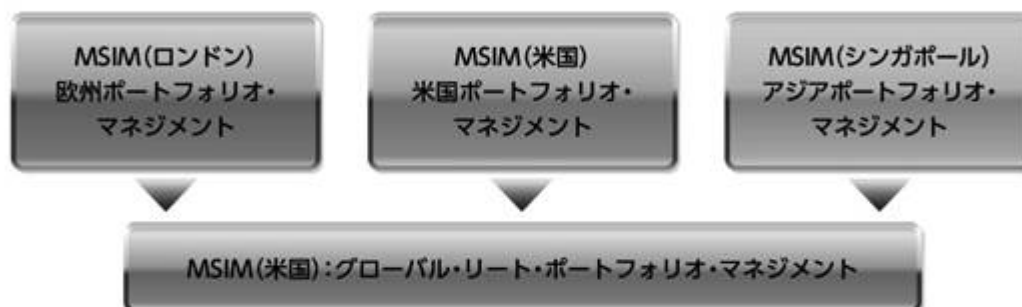 MSIM(ロンドン)
欧州ポートフォリオ・
マネジメント
MSIM(米国)
米国ポートフォリオ・
マネジメント
MSIM(シンガポール)
アジアポートフォリオ・
マネジメント
MSIM(米国):グローバル・リート・ポートフォリオ・マネジメント